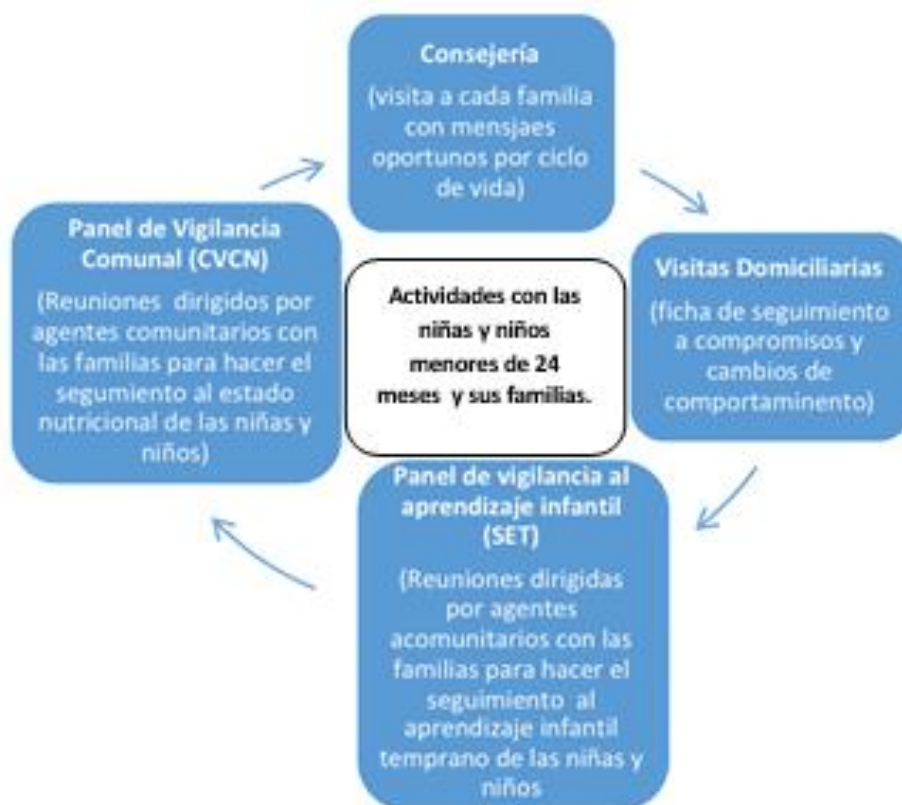 Consejería
(visita a cada familia
con mensjaes
oportunos por ciclo
de vida)
Panel de Vigilancia
Comunal (CVCN)
(Reuniones dirigidos por
agentes comunitarios con
las familias para hacer el
segumiento al estado
nutricional de las niñas y
niños)
Actividades con las
niñas y niños
menores de 24
meses y sus familias.
Visitas Domiciliarias
(ficha de seguimiento
a compromisos y
cambios de
comportaminento)
Panel de vigilancia al
aprendizaje infantil
(SET)
(Reuniones dirigidas
por agentes
acomunitarios con las
familias para hacer el
seguimiento al
aprendizaje infantil
temprano de las niñas y
niños